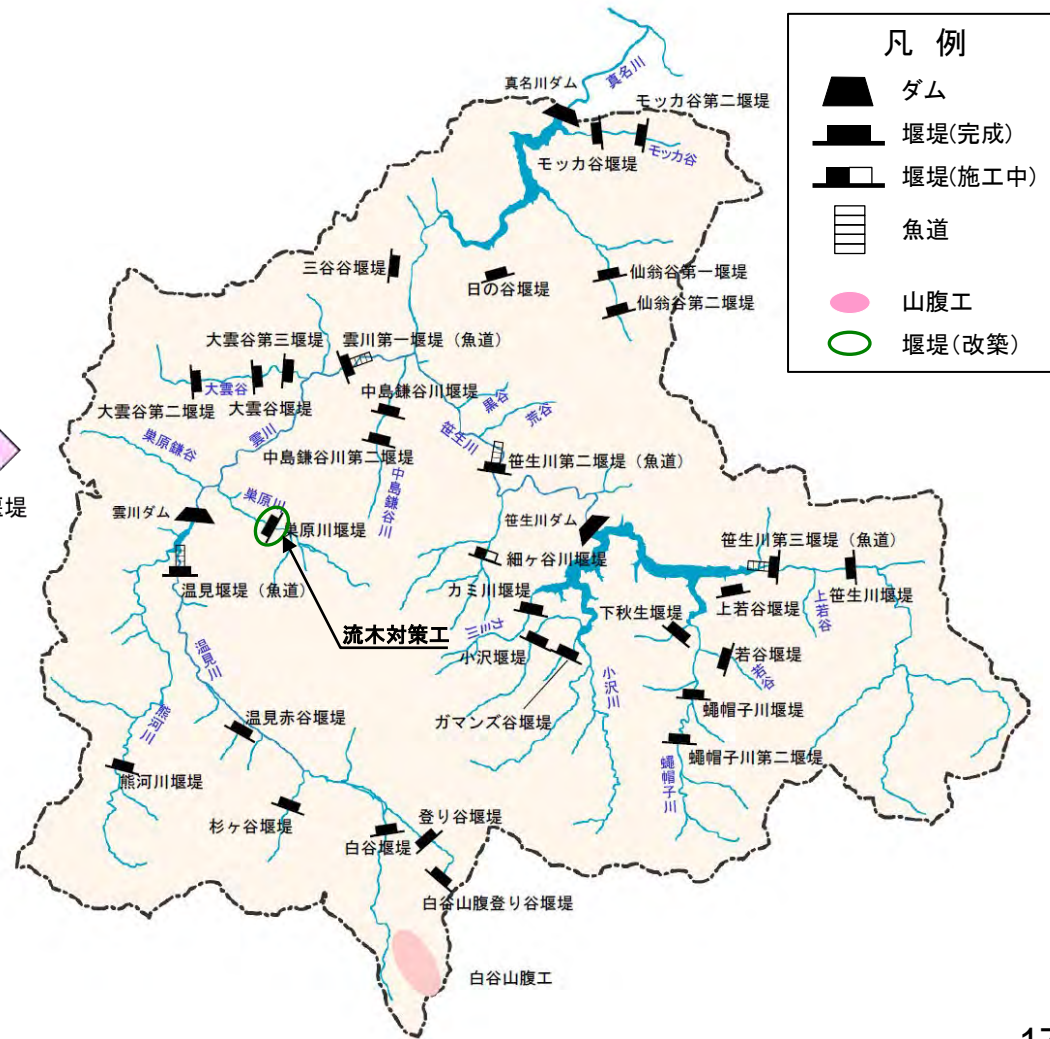 凡 例
ダム
堰堤(完成)
堰堤(施工中)
魚道
山腹工
堰堤(改築)
真名川ダム
真名川
モッカ谷第二堰堤
モッカ谷堰堤
モッカ谷
三谷谷堰堤
日の谷堰堤
仙翁谷第一堰堤
仙翁谷第二堰堤
大雲谷第三堰堤
雲川第一堰堤（魚道）
大雲谷
大雲谷第二堰堤
大雲谷堰堤
中島鎌谷川堰堤
黒谷
荒谷
巣原鎌谷
雲川
中島鎌谷川第二堰堤
笹生川
笹生川第二堰堤（魚道）
中島鎌谷川
堰堤
巣原川
雲川ダム
巣原川堰堤
笹生川ダム
笹生川第三堰堤（魚道）
細ヶ谷川堰堤
温見堰堤（魚道）
カミ川堰堤
上若谷堰堤
笹生川堰堤
上若谷
下秋生堰堤
流木対策工
カミ川
小沢堰堤
若谷堰堤
若谷
温見川
小沢川
ガマンズ谷堰堤
蠅帽子川堰堤
熊河川
温見赤谷堰堤
蠅帽子川第二堰堤
蠅帽子川
熊河川堰堤
杉ヶ谷堰堤
登り谷堰堤
白谷堰堤
白谷山腹登り谷堰堤
白谷山腹工
17